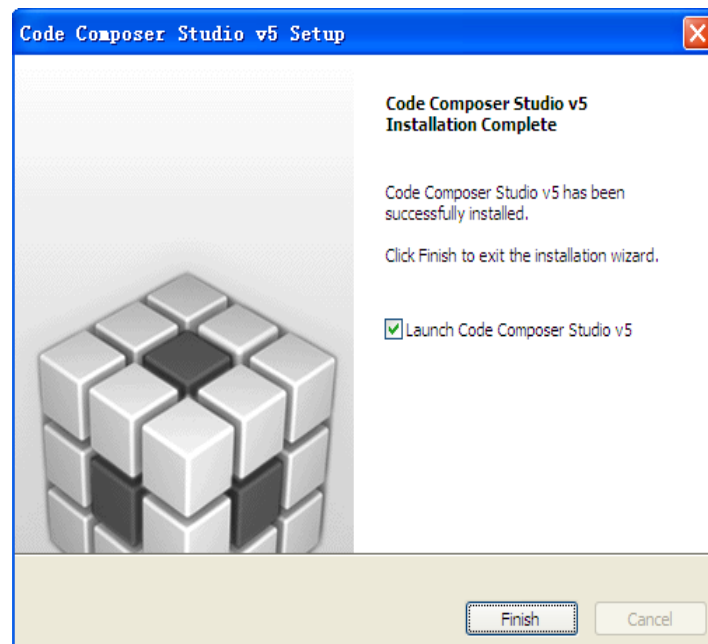 Code Composer Studio v5 Setup
Code Composer Studio v5
Installation Complete
Code Composer Studio v5 has been
successfully installed.
Click Finish to exit the installation wizard.
Launch Code Composer Studio v5
Finish
Cancel